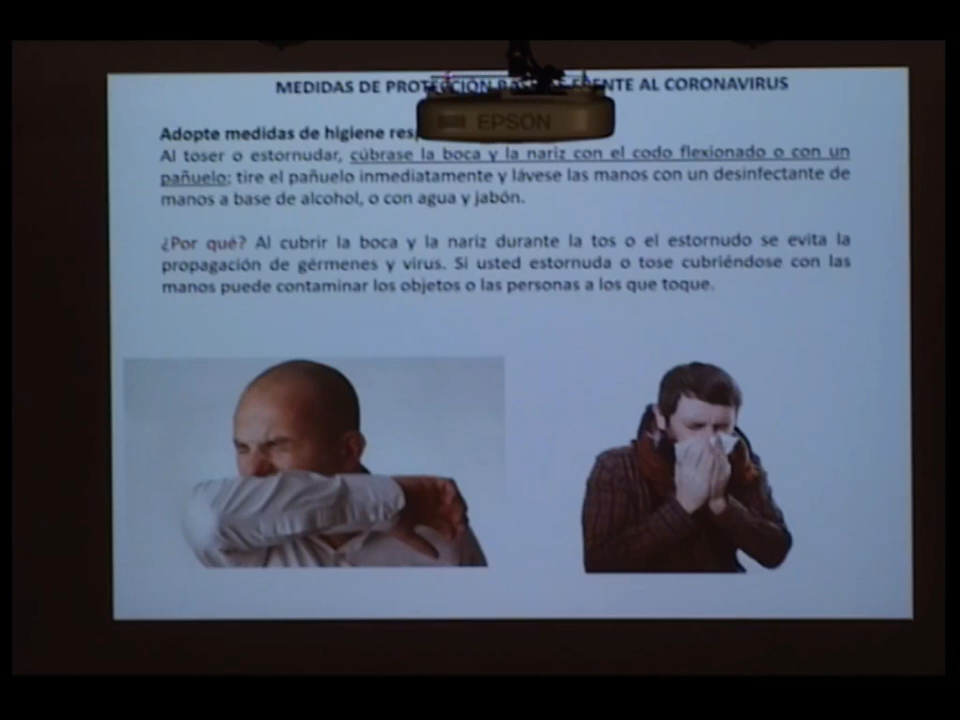 MEDIDAS DE PROTECCIÓN FRENTE AL CORONAVIRUS
EPSON
Adopte medidas de higiene
Al toser o estornudar, cúbrase la boca y la nariz con el codo flexionado o con un
pañuelo; tire el pañuelo inmediatamente y lávese las manos con un desinfectante de
manos a base de alcohol, o con agua y jabón.
¿Por qué? Al cubrir la boca y la nariz durante la tos o el estornudo se evita la
propagación de gérmenes y virus. Si usted estornuda o tose cubriéndose con las
manos puede contaminar los objetos o las personas a los que toque.